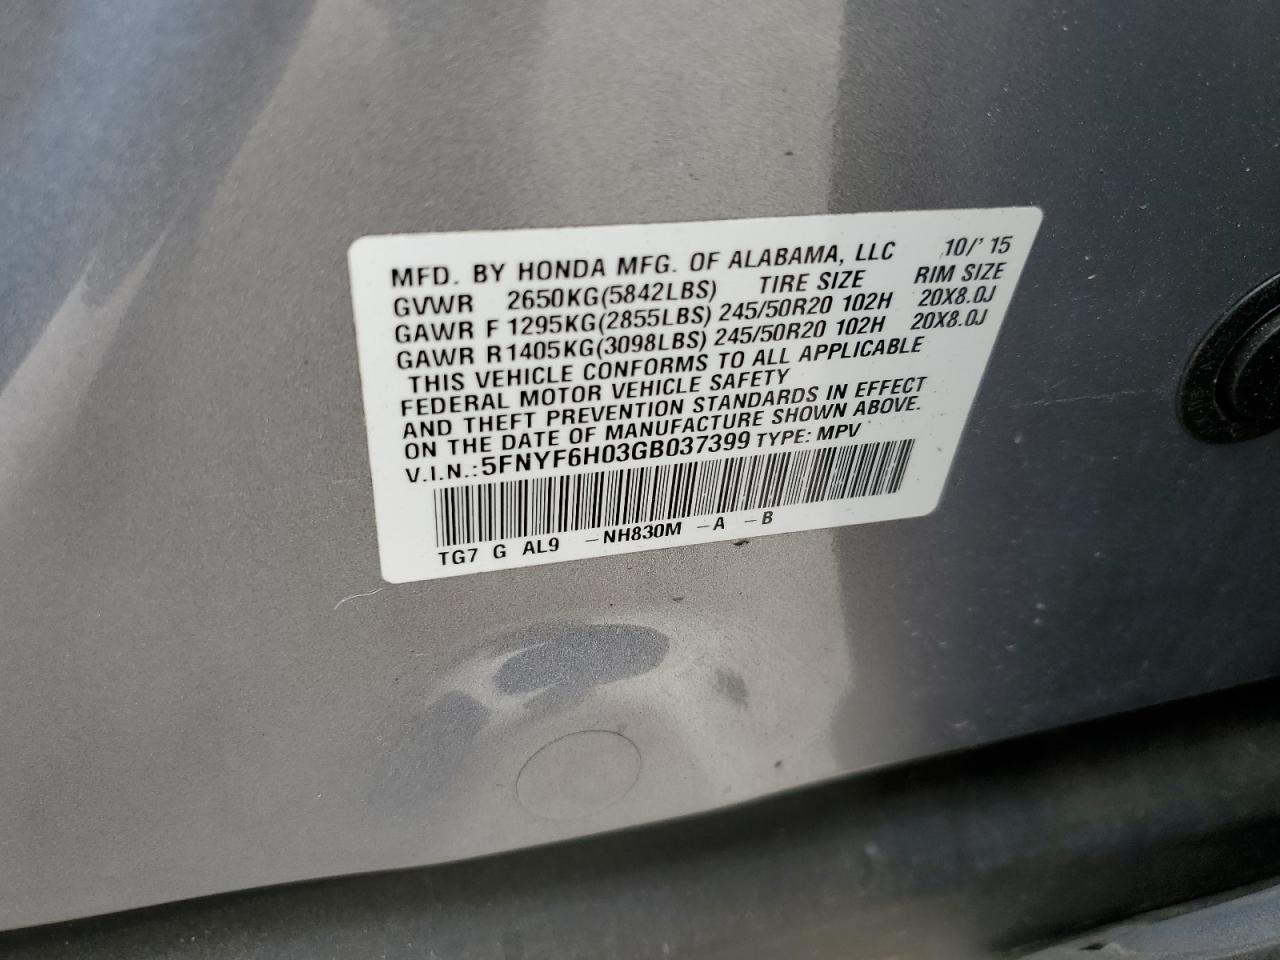 MFD. BY HONDA MFG. OF ALABAMA, LLC 10/'15
GVWR 2650KG(5842LBS) TIRE SIZE RIM SIZE
GAWR F 1295KG(2855LBS) 245/50R20 102H 20X8.0J
GAWR R1405KG(3098LBS) 245/50R20 102H 20X8.0J
THIS VEHICLE CONFORMS TO ALL APPLICABLE
FEDERAL MOTOR VEHICLE SAFETY
AND THEFT PREVENTION STANDARDS IN EFFECT
ON THE DATE OF MANUFACTURE SHOWN ABOVE.
V.I.N.:5FNYF6H03GB037399 TYPE: MPV
TG7 G AL9 -NH830M -A -B